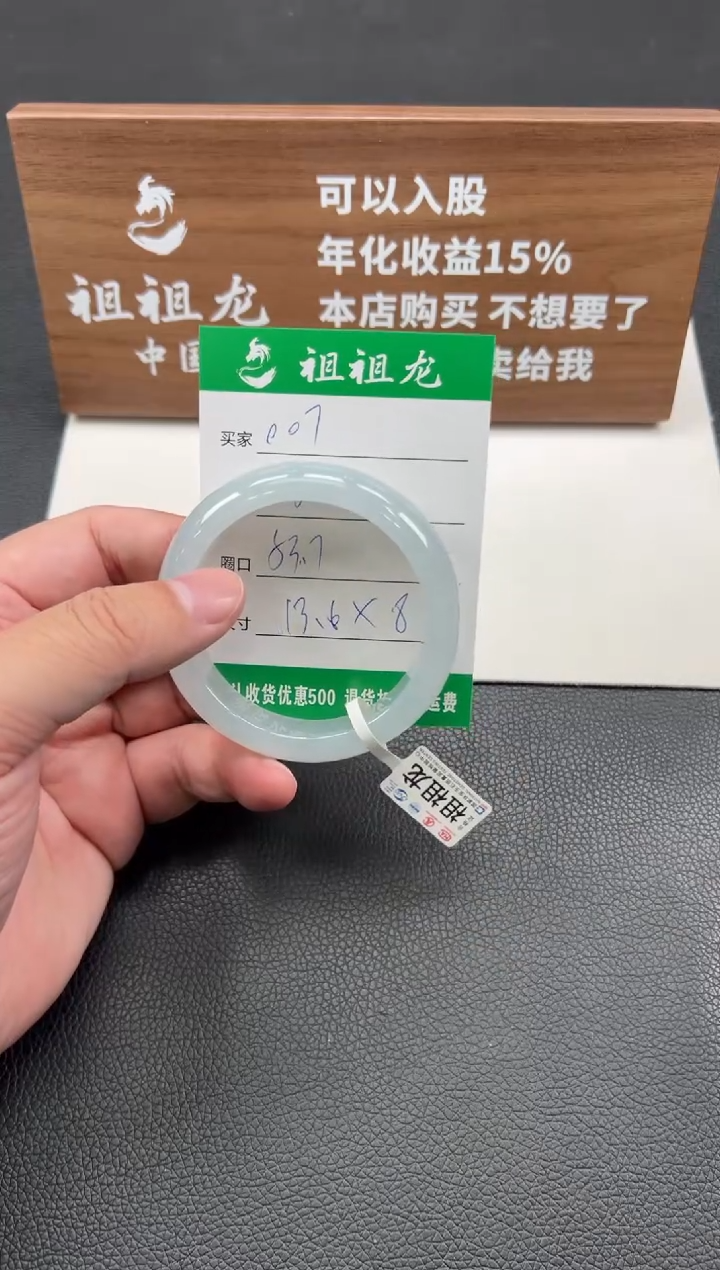 可以入股
年化收益15%
祖祖龙
本店购买 不想要了
中国
卖给我
祖祖龙
买家 007
圈口 53.7
寸 13.6×8
收货优惠500 退货
运费
祖祖龙